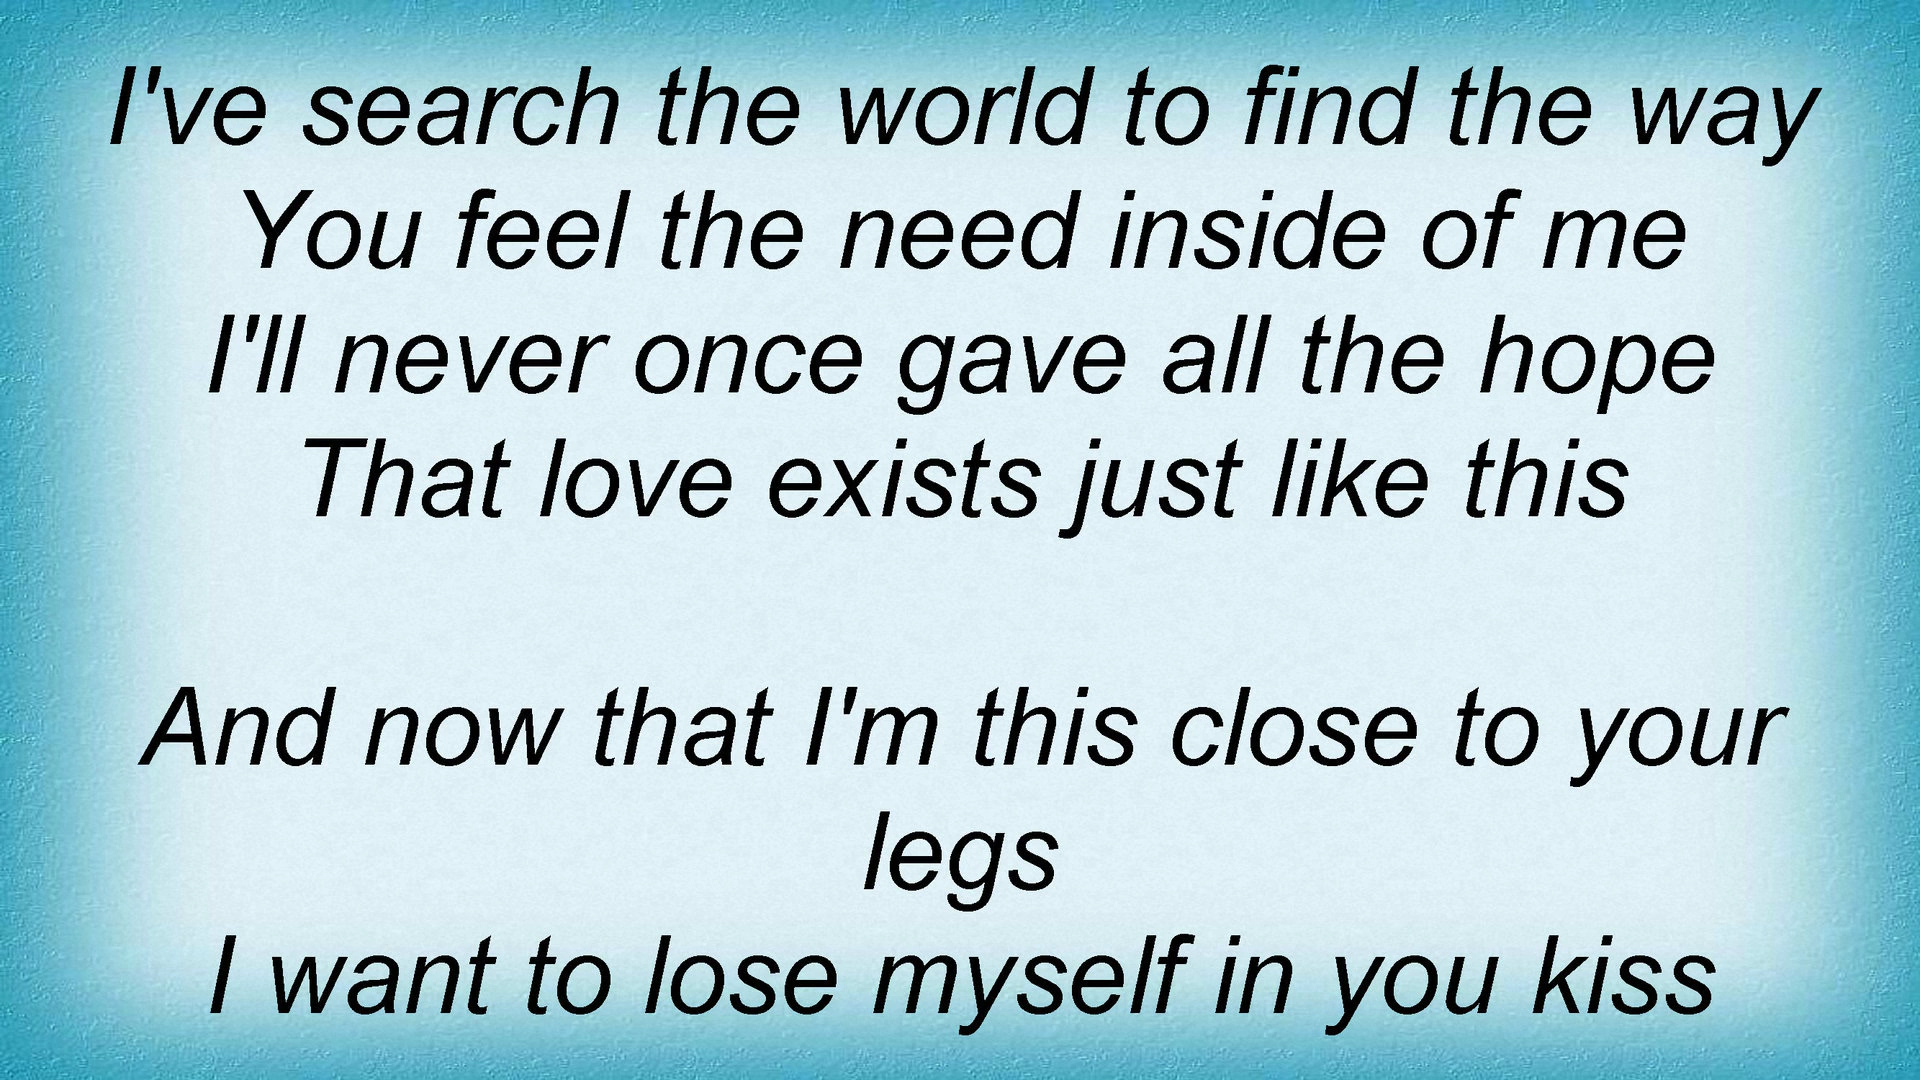 I've search the world to find the way
You feel the need inside of me
I'll never once gave all the hope
That love exists just like this
And now that I'm this close to your
legs
I want to lose myself in you kiss